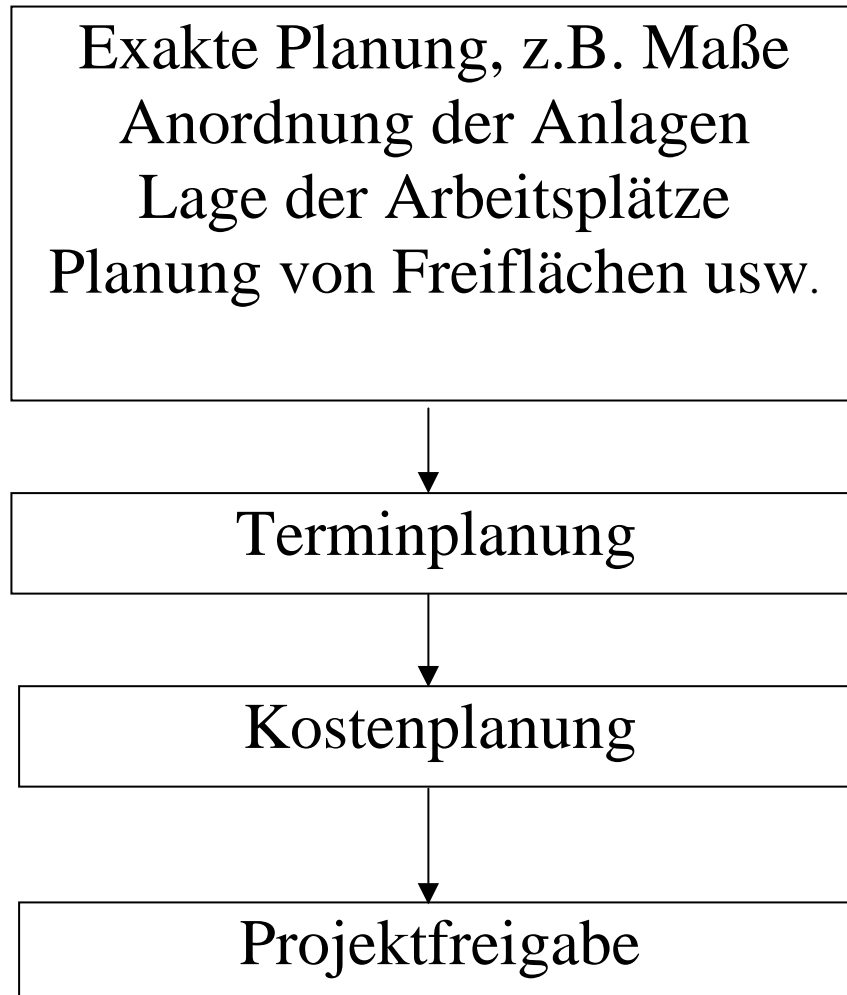 Exakte Planung, z.B. Maße
Anordnung der Anlagen
Lage der Arbeitsplätze
Planung von Freiflächen usw.
Terminplanung
Kostenplanung
Projektfreigabe